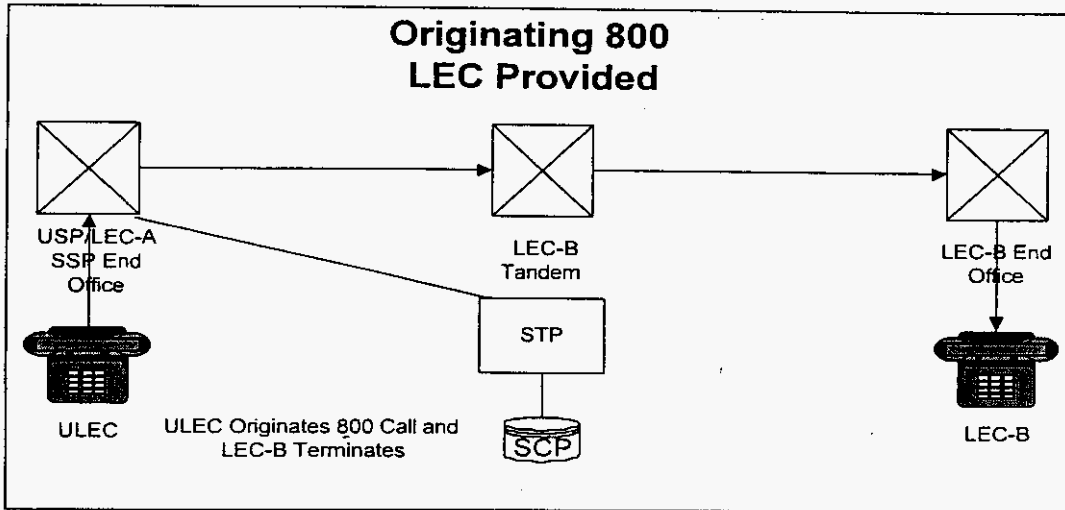 Originating 800
LEC Provided
USP/LEC-A
SSP End
Office
LEC-B
Tandem
LEC-B End
Office
STP
ULEC
ULEC Originates 800 Call and
LEC-B Terminates
SCP
LEC-B